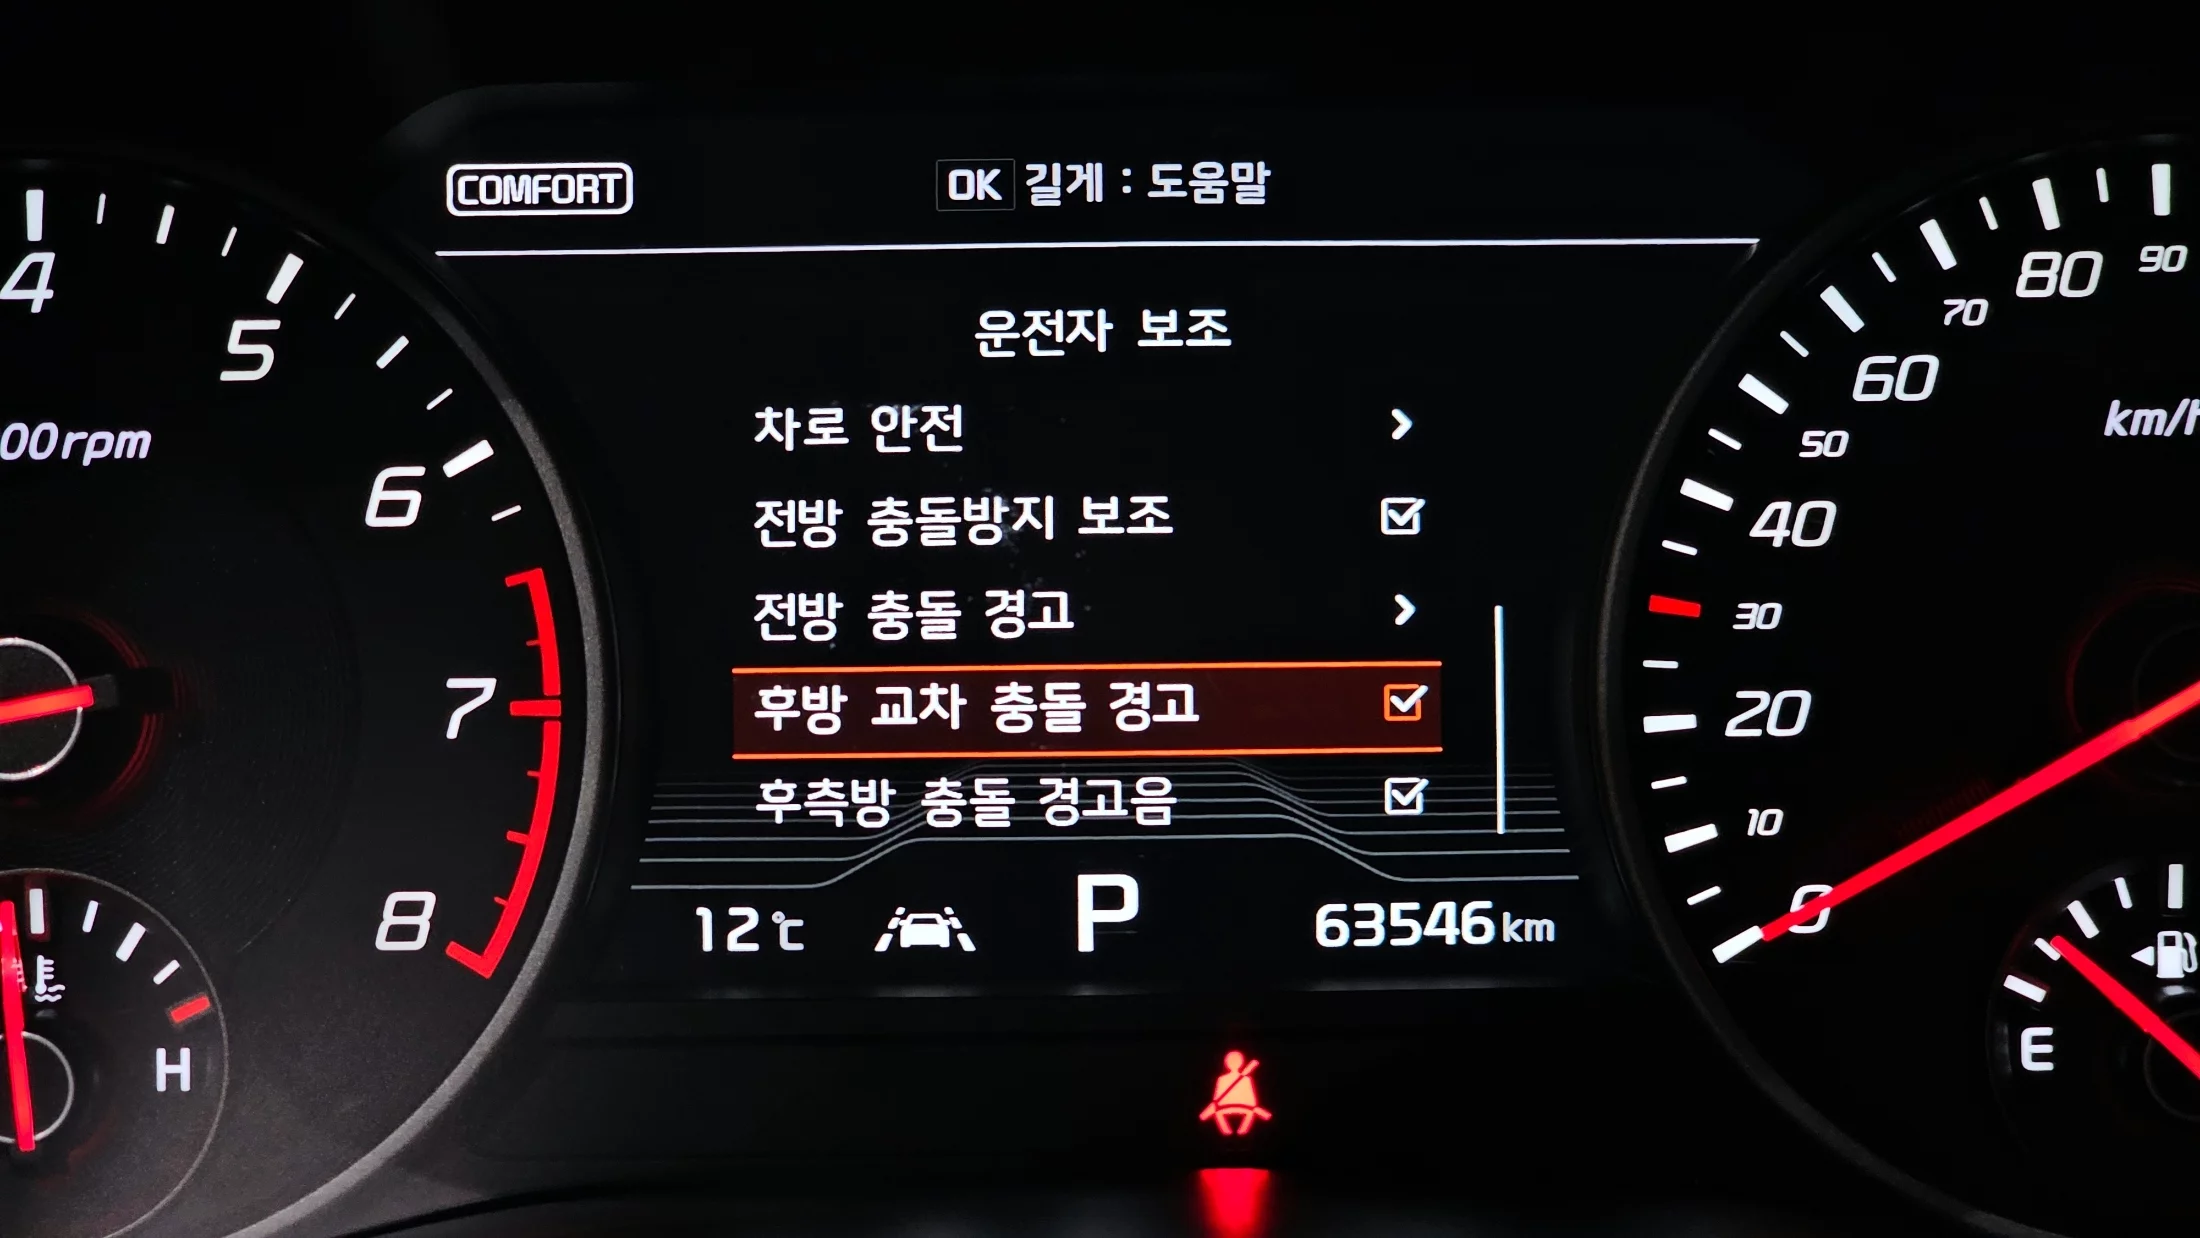 COMFORT
OK 길게 : 도움말
운전자 보조
차로 안전
전방 충돌방지 보조
전방 충돌 경고
후방 교차 충돌 경고
후측방 충돌 경고음
12℃ P 63546 km
4
5
6
7
8
00rpm
H
90
80
70
60
50
40
30
20
10
0
km/h
E